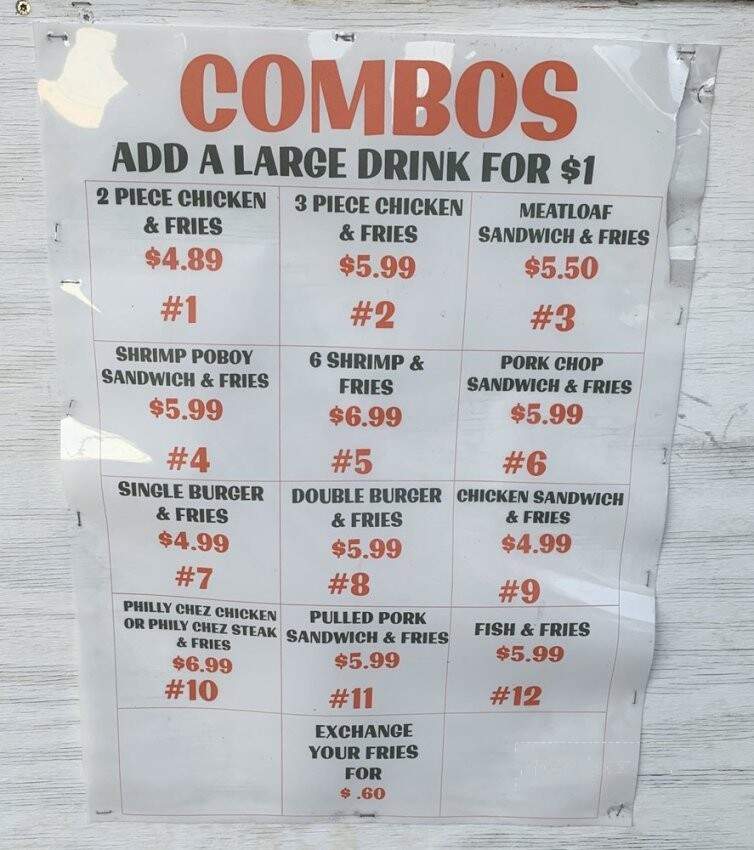 COMBOS
ADD A LARGE DRINK FOR $1
2 PIECE CHICKEN
& FRIES
$4.89
#1
3 PIECE CHICKEN
& FRIES
$5.99
#2
MEATLOAF
SANDWICH & FRIES
$5.50
#3
SHRIMP POBOY
SANDWICH & FRIES
$5.99
#4
6 SHRIMP &
FRIES
$6.99
#5
PORK CHOP
SANDWICH & FRIES
$5.99
#6
SINGLE BURGER
& FRIES
$4.99
#7
DOUBLE BURGER
& FRIES
$5.99
#8
CHICKEN SANDWICH
& FRIES
$4.99
#9
PHILLY CHEZ CHICKEN
OR PHILY CHEZ STEAK
& FRIES
$6.99
#10
PULLED PORK
SANDWICH & FRIES
$5.99
#11
FISH & FRIES
$5.99
#12
EXCHANGE
YOUR FRIES
FOR
$ .60